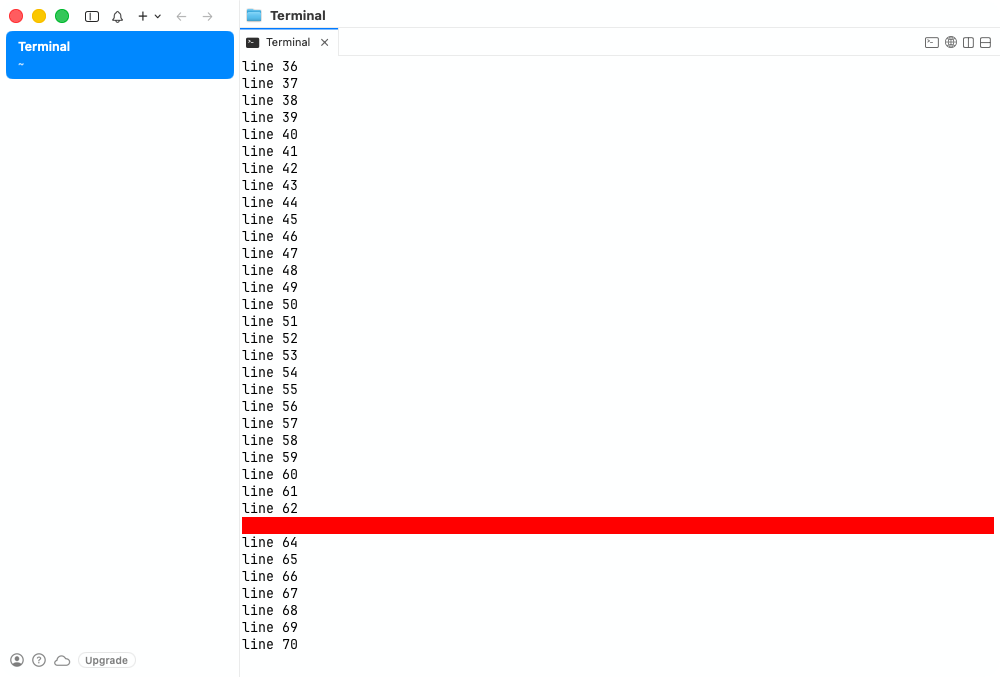 Terminal
Terminal
~
Terminal
line 36
line 37
line 38
line 39
line 40
line 41
line 42
line 43
line 44
line 45
line 46
line 47
line 48
line 49
line 50
line 51
line 52
line 53
line 54
line 55
line 56
line 57
line 58
line 59
line 60
line 61
line 62
line 64
line 65
line 66
line 67
line 68
line 69
line 70
Upgrade